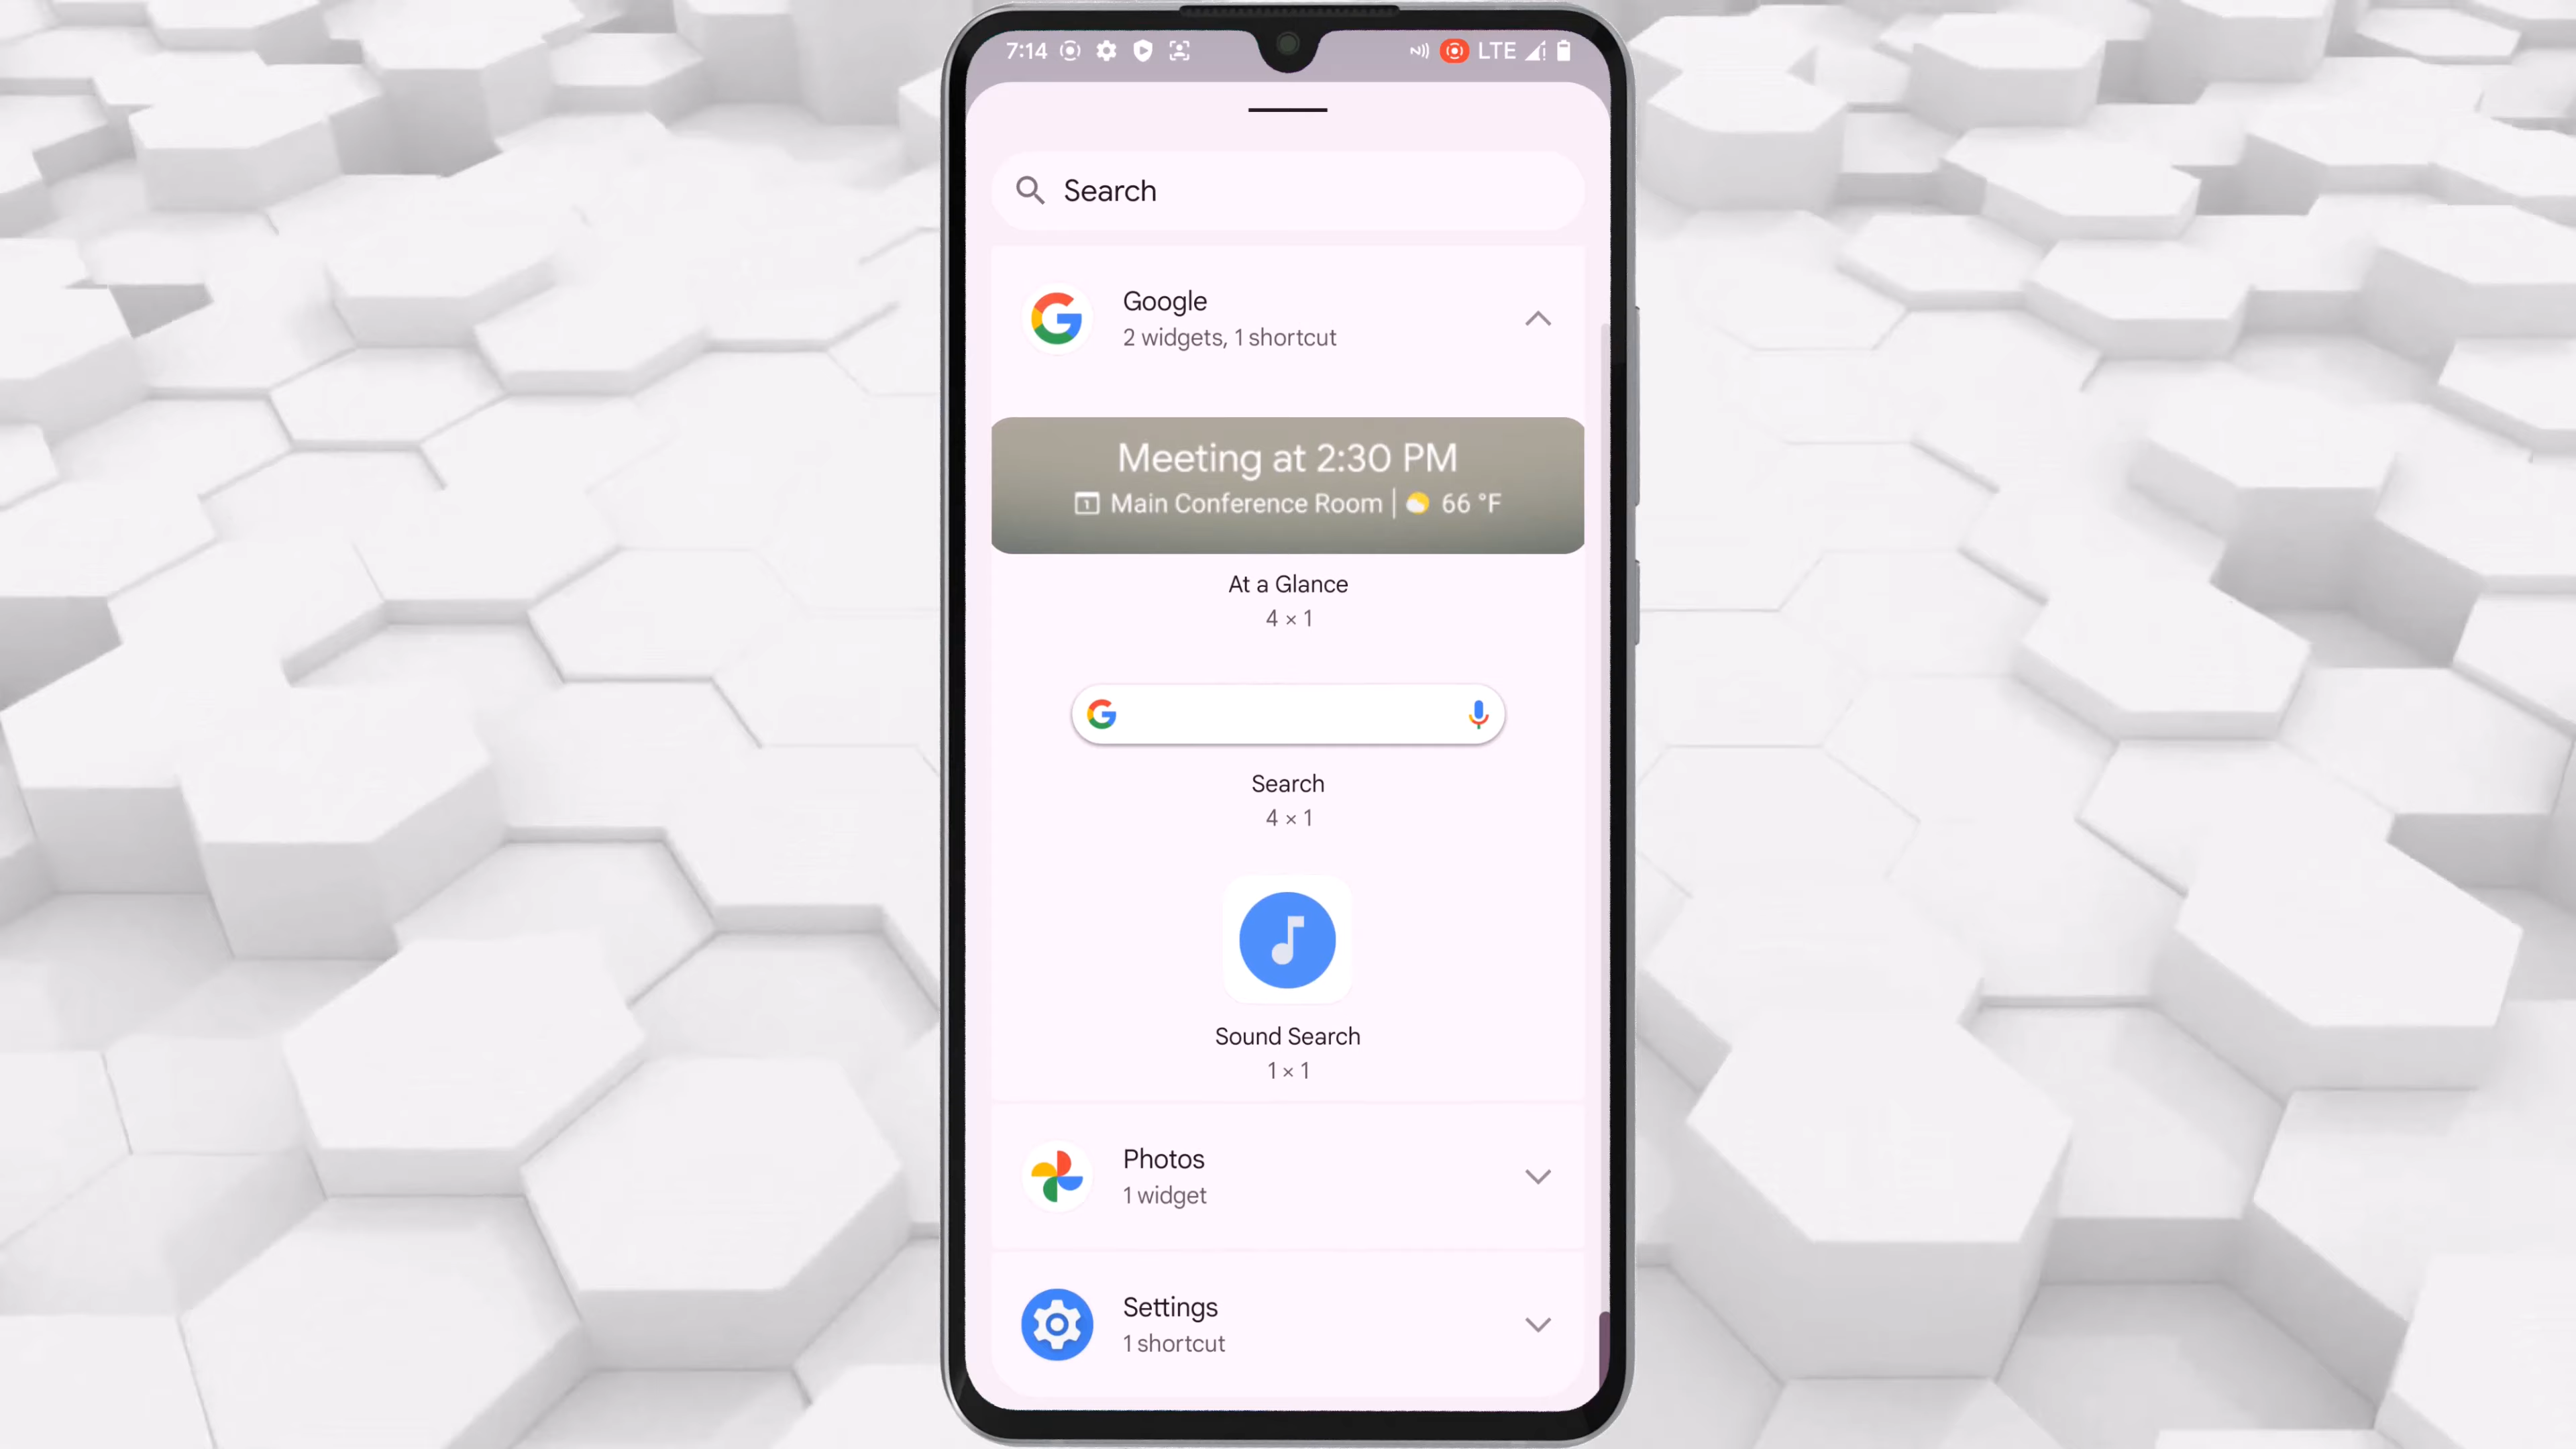 7:14
LTE
Search
Google
2 widgets, 1 shortcut
Meeting at 2:30 PM
1 Main Conference Room | 66 °F
At a Glance
4 × 1
Search
4 × 1
Sound Search
1 × 1
Photos
1 widget
Settings
1 shortcut